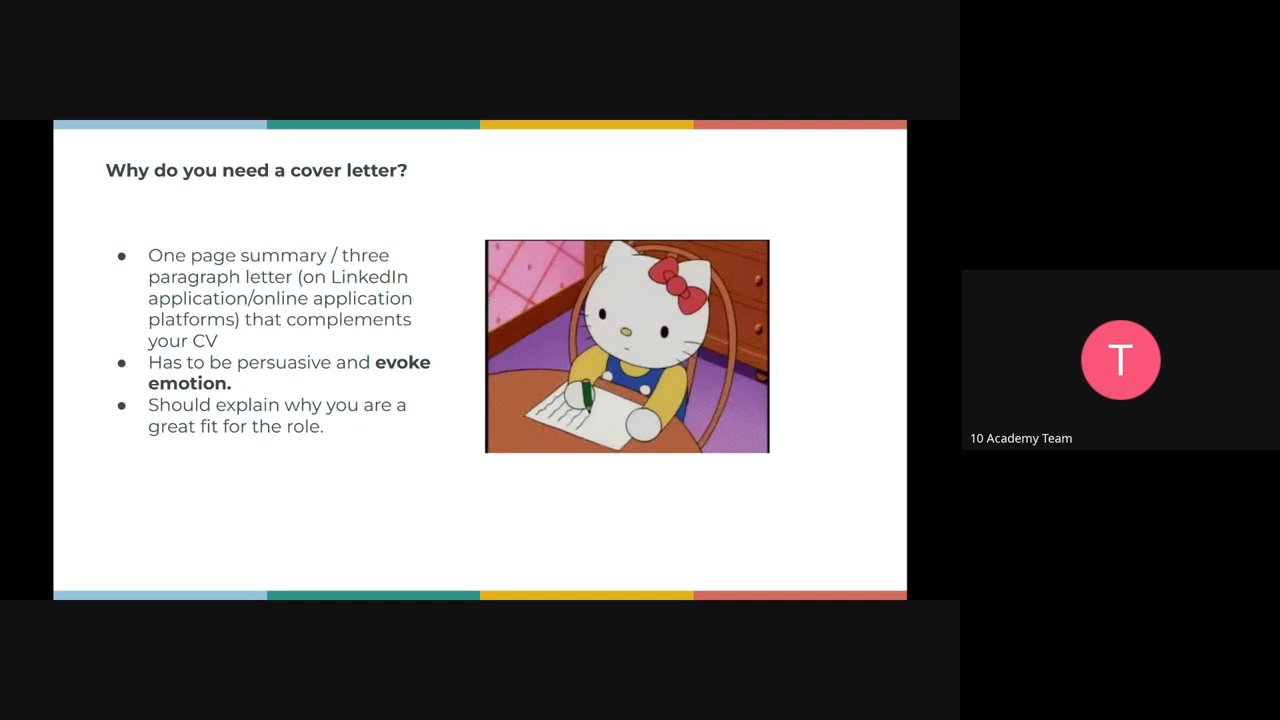 Why do you need a cover letter?
● One page summary / three
paragraph letter (on LinkedIn
application/online application
platforms) that complements
your CV
● Has to be persuasive and evoke
emotion.
● Should explain why you are a
great fit for the role.
T
10 Academy Team